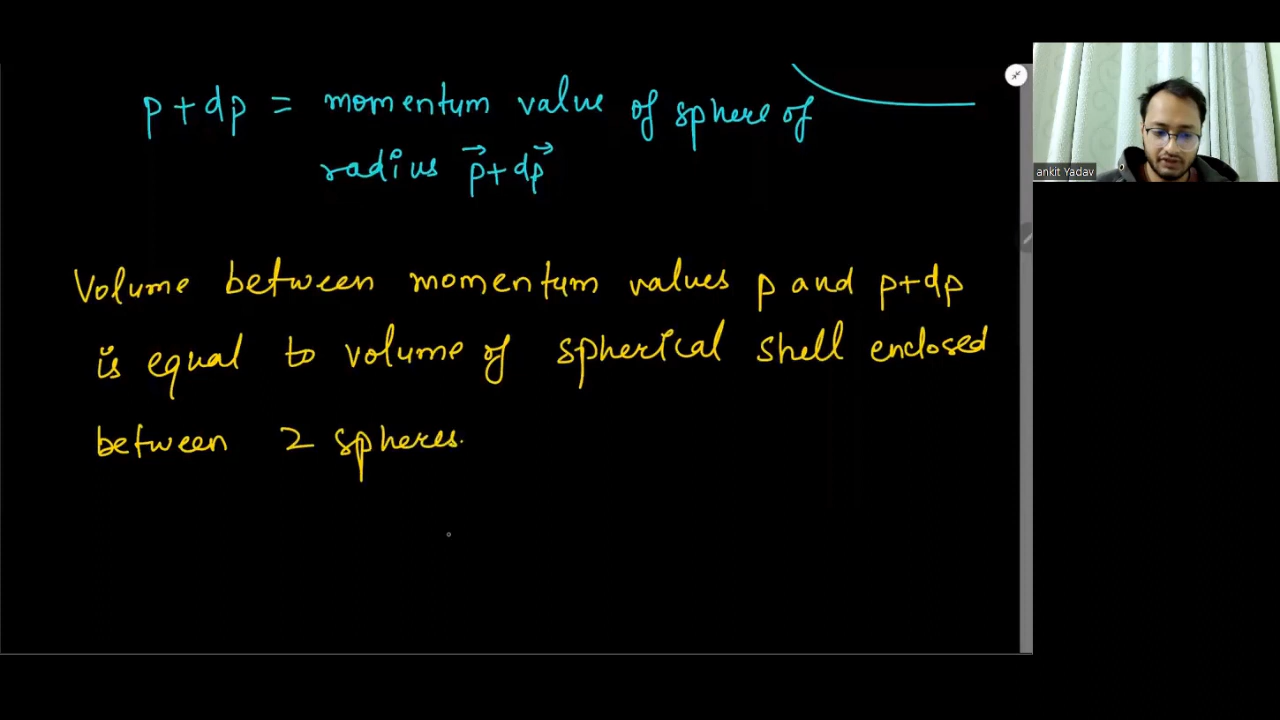 p + dp = momentum value of sphere of
radius p⃗ + dp⃗
Volume between momentum values p and p+dp
is equal to volume of spherical shell enclosed
between 2 spheres.
ankit Yadav